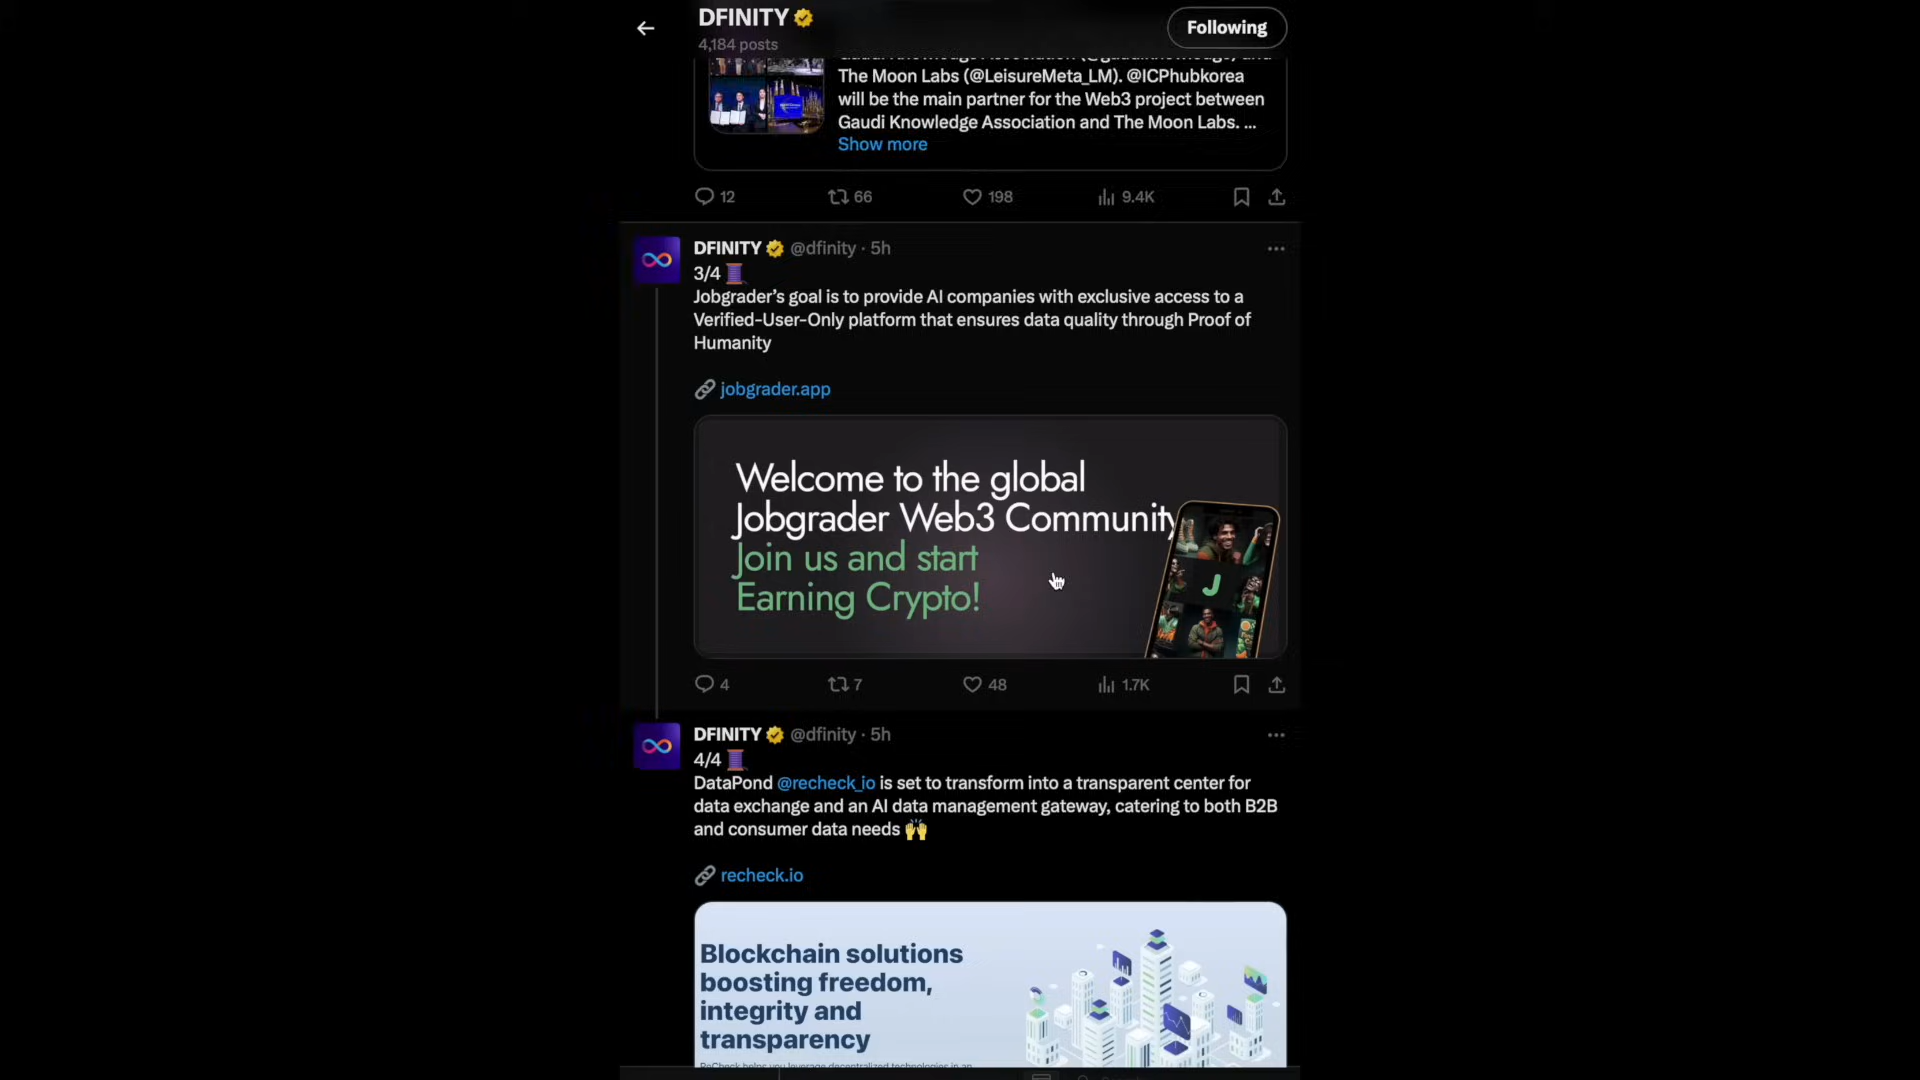 DFINITY
4,184 posts
Following
The Moon Labs (@LeisureMeta_LM). @ICPhubkorea
will be the main partner for the Web3 project between
Gaudi Knowledge Association and The Moon Labs. ...
Show more
12 66 198 9.4K
DFINITY @dfinity · 5h
3/4 🧵
Jobgrader’s goal is to provide AI companies with exclusive access to a
Verified-User-Only platform that ensures data quality through Proof of
Humanity
🔗 jobgrader.app
Welcome to the global
Jobgrader Web3 Community
Join us and start
Earning Crypto!
J
4 7 48 1.7K
DFINITY @dfinity · 5h
4/4 🧵
DataPond @recheck_io is set to transform into a transparent center for
data exchange and an AI data management gateway, catering to both B2B
and consumer data needs 🙌
🔗 recheck.io
Blockchain solutions
boosting freedom,
integrity and
transparency